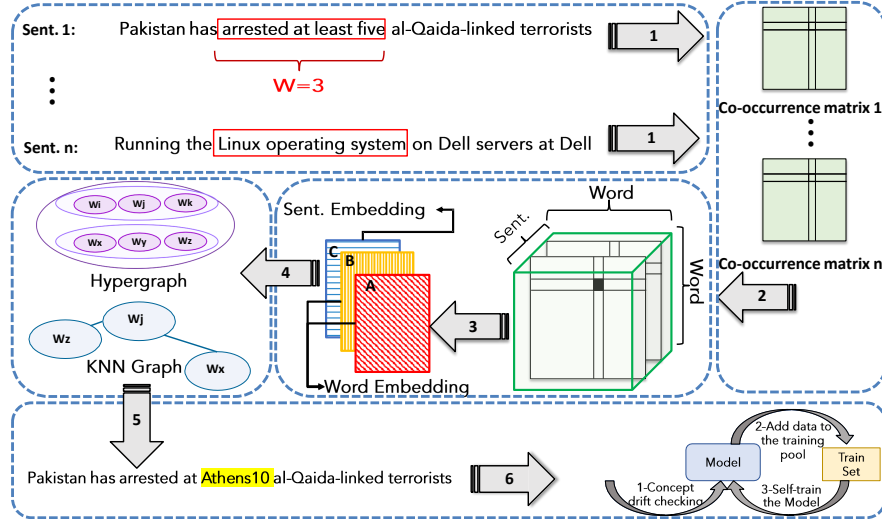 Sent. 1: Pakistan has arrested at least five al-Qaida-linked terrorists
W=3
1
Sent. n: Running the Linux operating system on Dell servers at Dell
1
Co-occurrence matrix 1
Co-occurrence matrix n
2
Word
Sent.
Word
3
Sent. Embedding
C
B
A
Word Embedding
4
Wi Wj Wk
Wx Wy Wz
Hypergraph
Wj
Wz
Wx
KNN Graph
5
Pakistan has arrested at Athens10 al-Qaida-linked terrorists
6
2-Add data to
the training
pool
Model
Train
Set
1-Concept
drift checking
3-Self-train
the Model